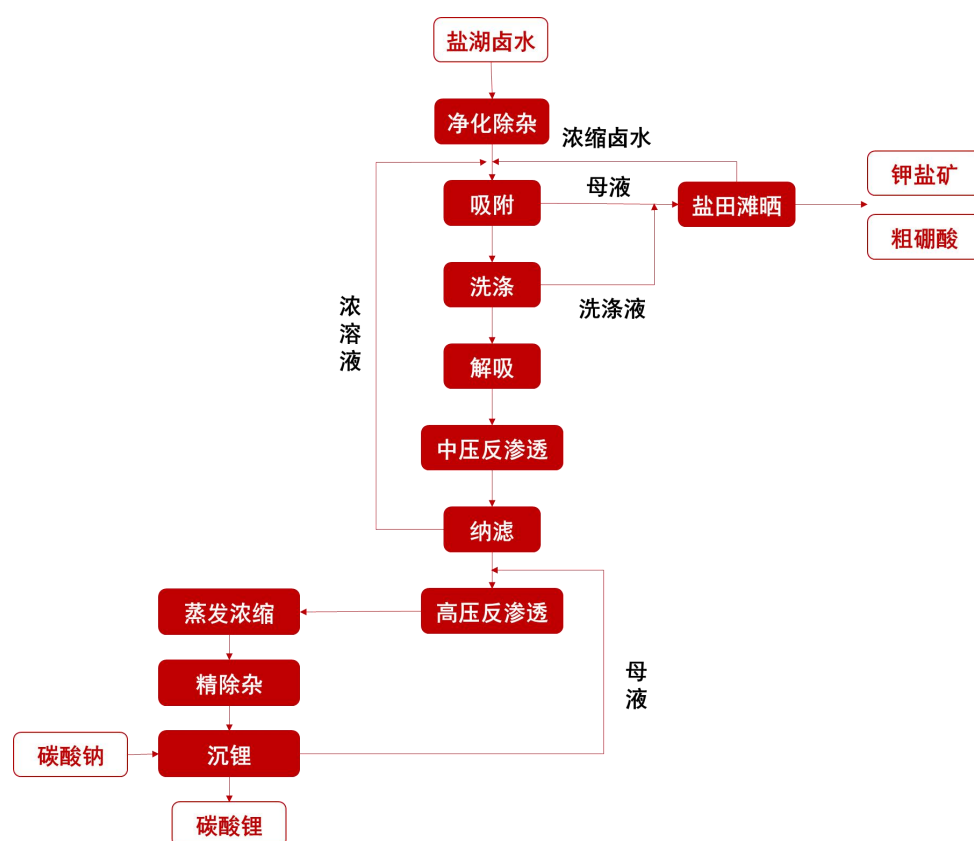 盐湖卤水
净化除杂
浓缩卤水
钾盐矿
吸附
母液
盐田滩晒
粗硼酸
洗涤
洗涤液
浓溶液
解吸
中压反渗透
纳滤
高压反渗透
蒸发浓缩
精除杂
母液
碳酸钠
沉锂
碳酸锂